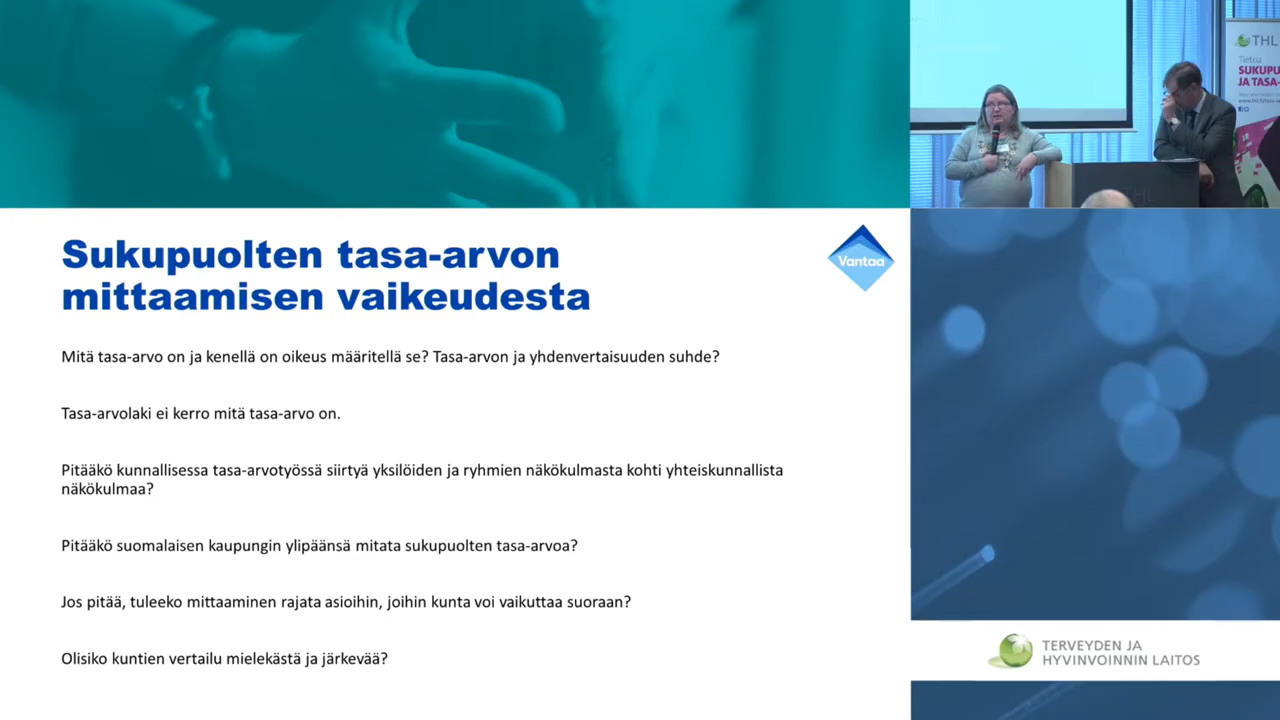 Sukupuolten tasa-arvon
mittaamisen vaikeudesta
Vantaa
Mitä tasa-arvo on ja kenellä on oikeus määritellä se? Tasa-arvon ja yhdenvertaisuuden suhde?
Tasa-arvolaki ei kerro mitä tasa-arvo on.
Pitääkö kunnallisessa tasa-arvotyössä siirtyä yksilöiden ja ryhmien näkökulmasta kohti yhteiskunnallista
näkökulmaa?
Pitääkö suomalaisen kaupungin ylipäänsä mitata sukupuolten tasa-arvoa?
Jos pitää, tuleeko mittaaminen rajata asioihin, joihin kunta voi vaikuttaa suoraan?
Olisiko kuntien vertailu mielekästä ja järkevää?
THL
Tietoa
SUKUPU
JA TASA-
THL
TERVEYDEN JA
HYVINVOINNIN LAITOS